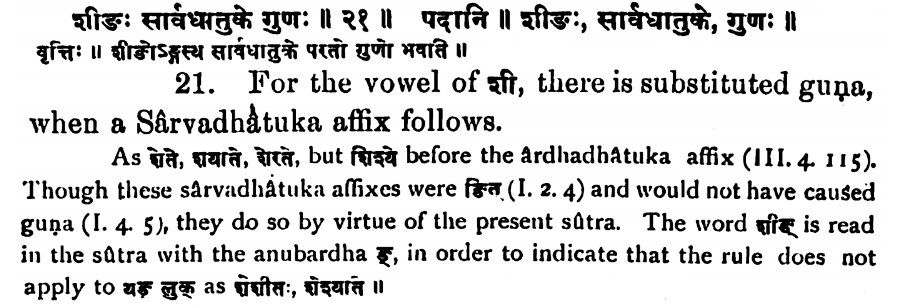 शीङः सार्वधातुके गुणः ॥ २१ ॥ पदानि ॥ शीङः, सार्वधातुके, गुणः ॥
वृत्तिः ॥ शीङोऽङ्गस्य सार्वधातुके परतो गुणो भवति ॥
21. For the vowel of शी, there is substituted guṇa,
when a Sârvadhâtuka affix follows.
As शेते, शयाते, शेरते, but शिश्ये before the ârdhadhâtuka affix (III. 4. 115).
Though these sârvadhâtuka affixes were ङित् (I. 2. 4) and would not have caused
guṇa (I. 4. 5), they do so by virtue of the present sûtra. The word शीङ् is read
in the sûtra with the anubardha ङ्, in order to indicate that the rule does not
apply to यङ् लुक् as शेशीतः, शेश्यति ॥